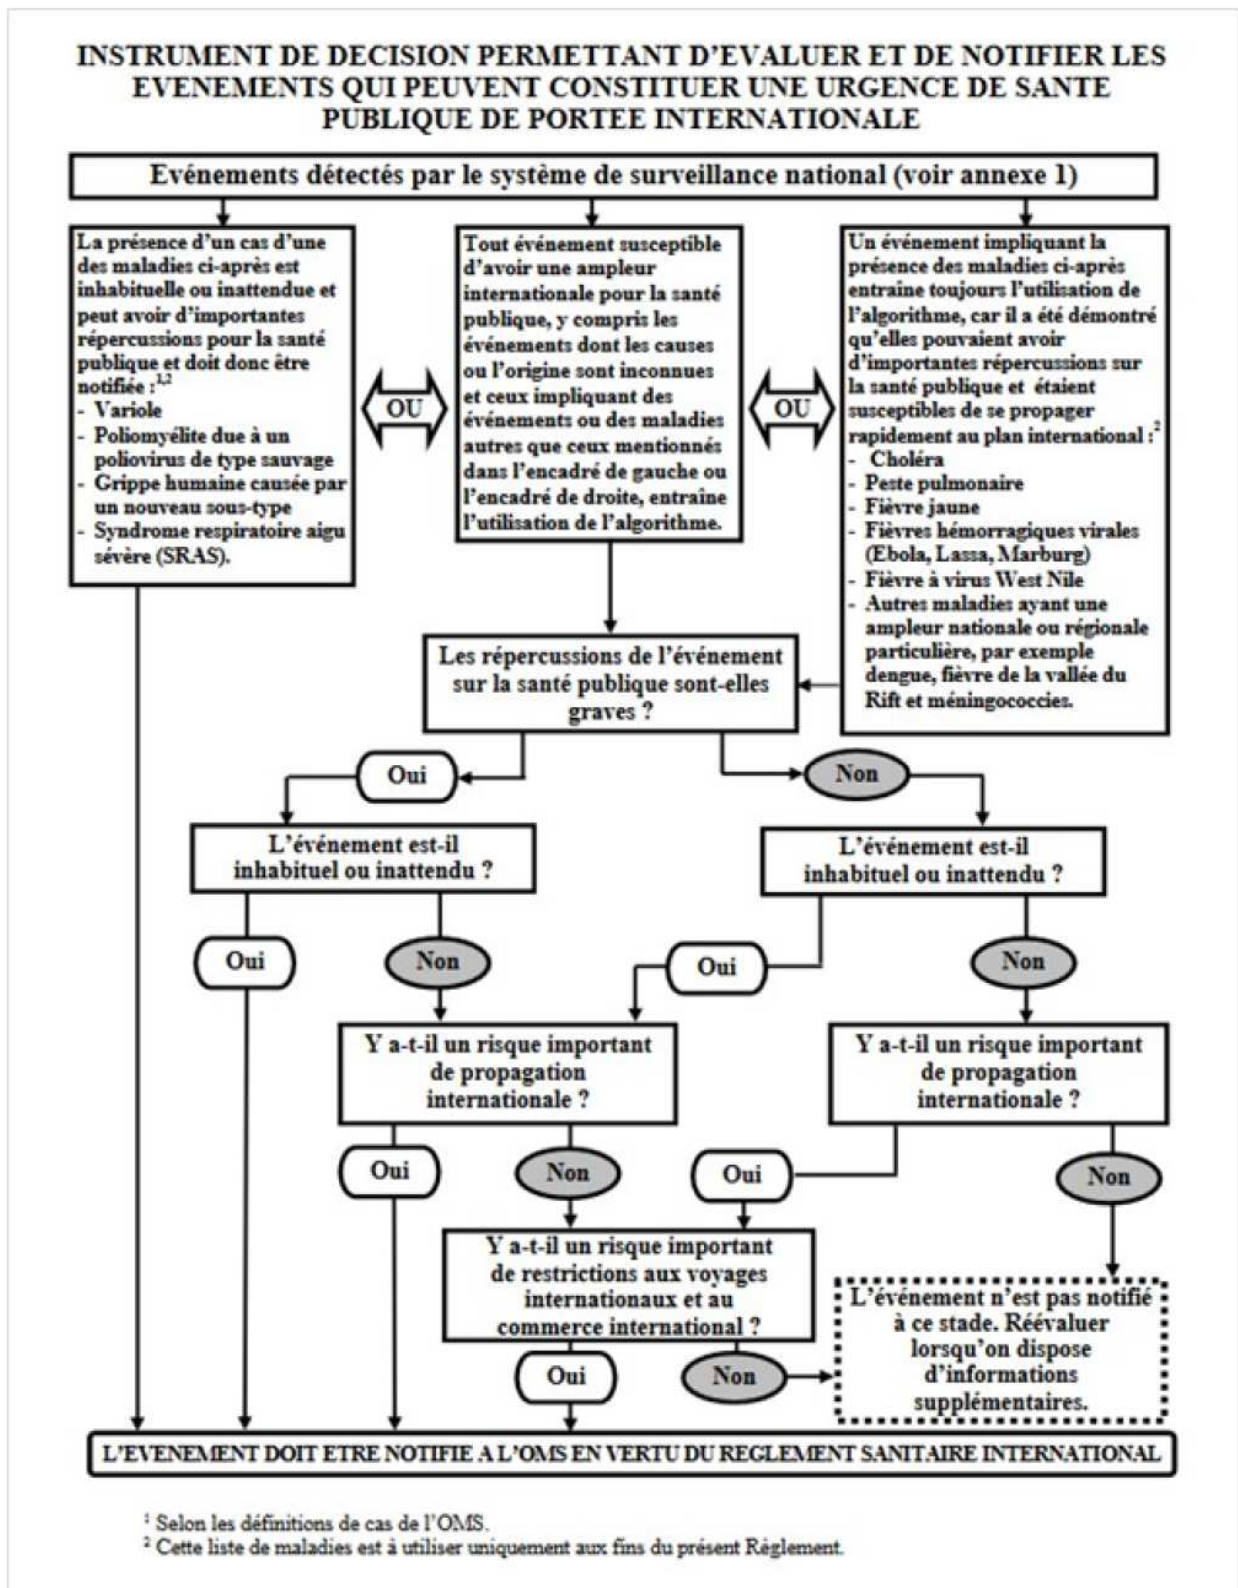 INSTRUMENT DE DECISION PERMETTANT D'EVALUER ET DE NOTIFIER LES
EVENEMENTS QUI PEUVENT CONSTITUER UNE URGENCE DE SANTE
PUBLIQUE DE PORTEE INTERNATIONALE
Evénements détectés par le système de surveillance national (voir annexe 1)
La présence d'un cas d'une
des maladies ci-après est
inhabituelle ou inattendue et
peut avoir d'importantes
répercussions pour la santé
publique et doit donc être
notifiée :1,2
- Variole
- Poliomyélite due à un
poliovirus de type sauvage
- Grippe humaine causée par
un nouveau sous-type
- Syndrome respiratoire aigu
sévère (SRAS).
OU
Tout événement susceptible
d'avoir une ampleur
internationale pour la santé
publique, y compris les
événements dont les causes
ou l'origine sont inconnues
et ceux impliquant des
événements ou des maladies
autres que ceux mentionnés
dans l'encadré de gauche ou
l'encadré de droite, entraîne
l'utilisation de l'algorithme.
OU
Un événement impliquant la
présence des maladies ci-après
entraîne toujours l'utilisation de
l'algorithme, car il a été démontré
qu'elles pouvaient avoir
d'importantes répercussions sur
la santé publique et étaient
susceptibles de se propager
rapidement au plan international :2
- Choléra
- Peste pulmonaire
- Fièvre jaune
- Fièvres hémorragiques virales
(Ebola, Lassa, Marburg)
- Fièvre à virus West Nile
- Autres maladies ayant une
ampleur nationale ou régionale
particulière, par exemple
dengue, fièvre de la vallée du
Rift et méningococcies.
Les répercussions de l'événement
sur la santé publique sont-elles
graves ?
Oui
Non
L'événement est-il
inhabituel ou inattendu ?
L'événement est-il
inhabituel ou inattendu ?
Oui
Non
Oui
Non
Y a-t-il un risque important
de propagation
internationale ?
Y a-t-il un risque important
de propagation
internationale ?
Oui
Non
Oui
Non
Y a-t-il un risque important
de restrictions aux voyages
internationaux et au
commerce international ?
L'événement n'est pas notifié
à ce stade. Réévaluer
lorsqu'on dispose
d'informations
supplémentaires.
Oui
Non
L'EVENEMENT DOIT ETRE NOTIFIE A L'OMS EN VERTU DU REGLEMENT SANITAIRE INTERNATIONAL
1 Selon les définitions de cas de l'OMS.
2 Cette liste de maladies est à utiliser uniquement aux fins du présent Règlement.